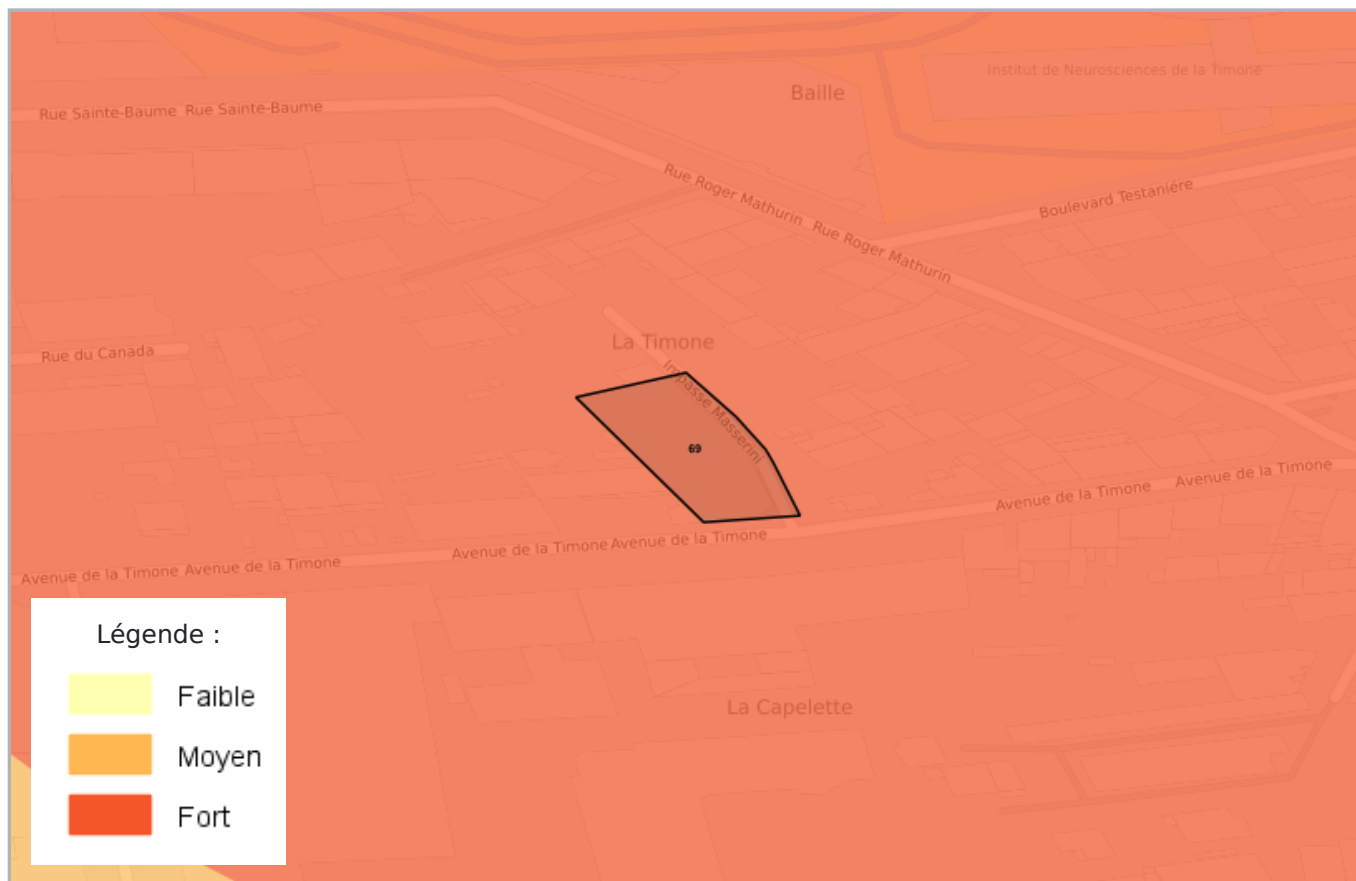 Institut de Neurosciences de la Timone
Baille
Rue Sainte-Baume Rue Sainte-Baume
Rue Roger Mathurin Rue Roger Mathurin
Boulevard Testaniére
La Timone
Rue du Canada
Impasse Masserini
69
Avenue de la Timone Avenue de la Timone
Avenue de la Timone Avenue de la Timone
Avenue de la Timone Avenue de la Timone
Légende :
Faible
Moyen
Fort
La Capelette